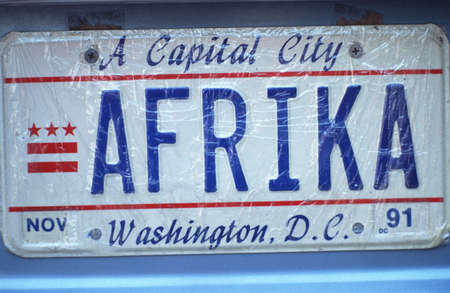 A Capital City
AFRIKA
NOV DC 91
Washington, D.C.